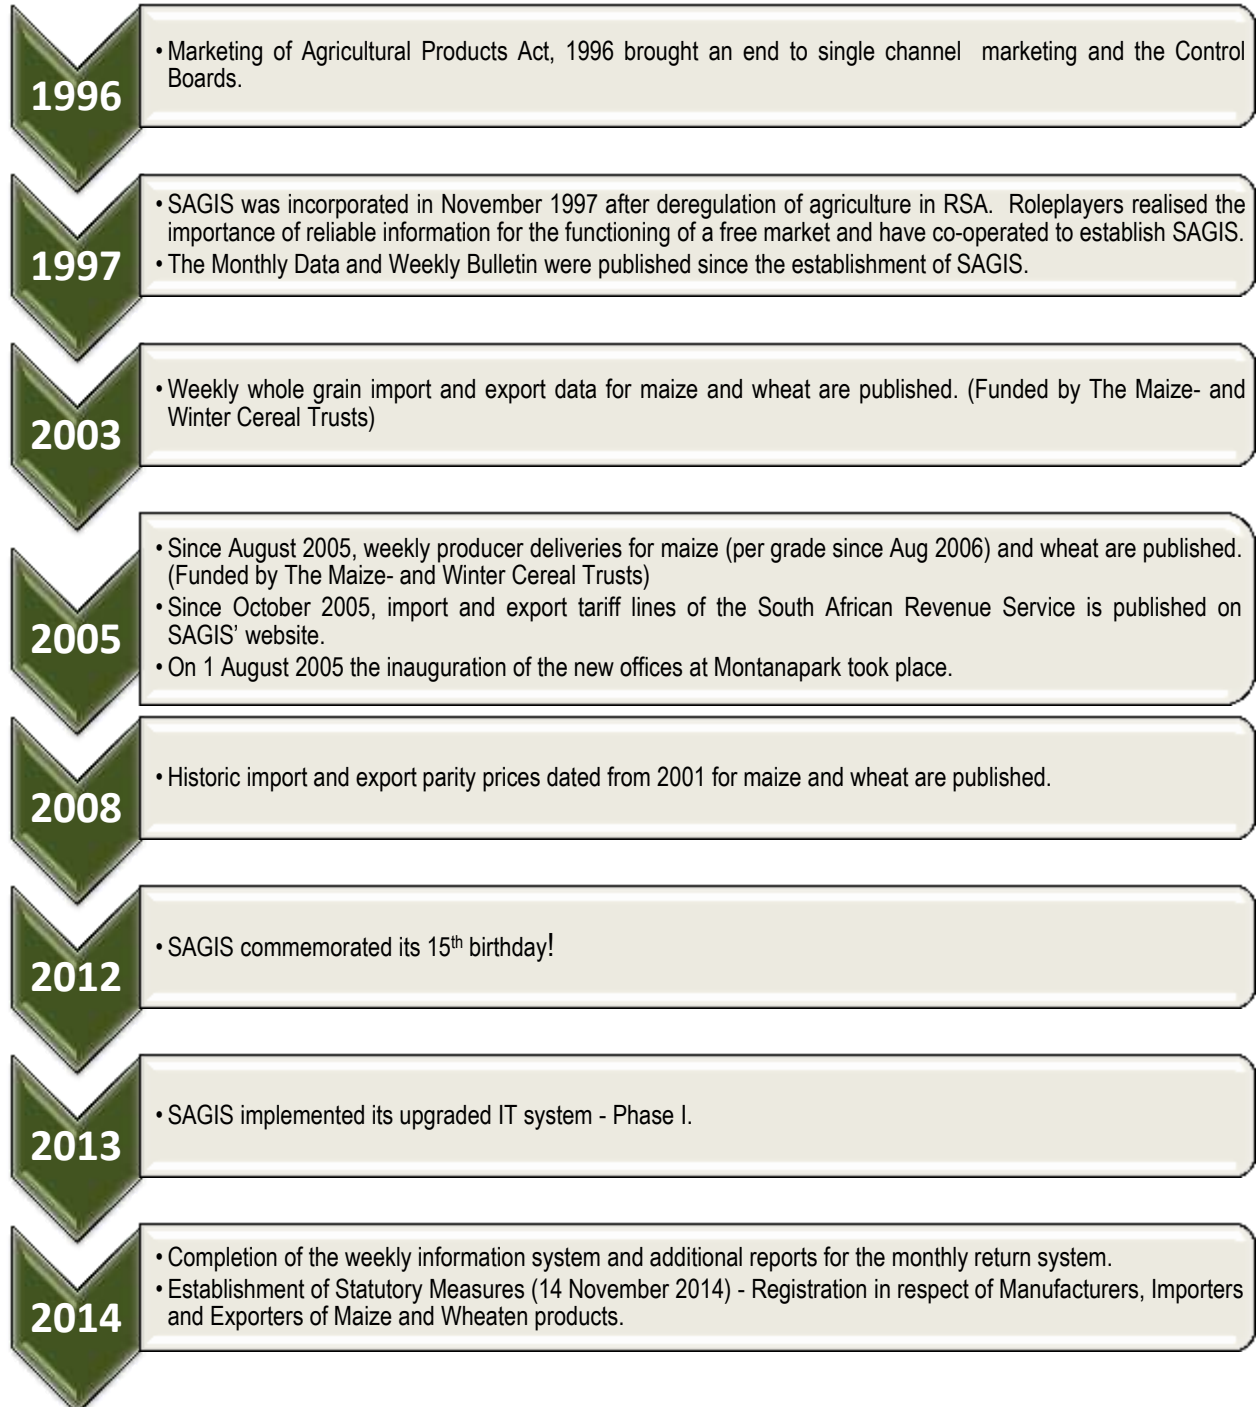 1996
• Marketing of Agricultural Products Act, 1996 brought an end to single channel marketing and the Control
Boards.
1997
• SAGIS was incorporated in November 1997 after deregulation of agriculture in RSA. Roleplayers realised the
importance of reliable information for the functioning of a free market and have co-operated to establish SAGIS.
• The Monthly Data and Weekly Bulletin were published since the establishment of SAGIS.
2003
• Weekly whole grain import and export data for maize and wheat are published. (Funded by The Maize- and
Winter Cereal Trusts)
2005
• Since August 2005, weekly producer deliveries for maize (per grade since Aug 2006) and wheat are published.
(Funded by The Maize- and Winter Cereal Trusts)
• Since October 2005, import and export tariff lines of the South African Revenue Service is published on
SAGIS’ website.
• On 1 August 2005 the inauguration of the new offices at Montanapark took place.
2008
• Historic import and export parity prices dated from 2001 for maize and wheat are published.
2012
• SAGIS commemorated its 15th birthday!
2013
• SAGIS implemented its upgraded IT system - Phase I.
2014
• Completion of the weekly information system and additional reports for the monthly return system.
• Establishment of Statutory Measures (14 November 2014) - Registration in respect of Manufacturers, Importers
and Exporters of Maize and Wheaten products.